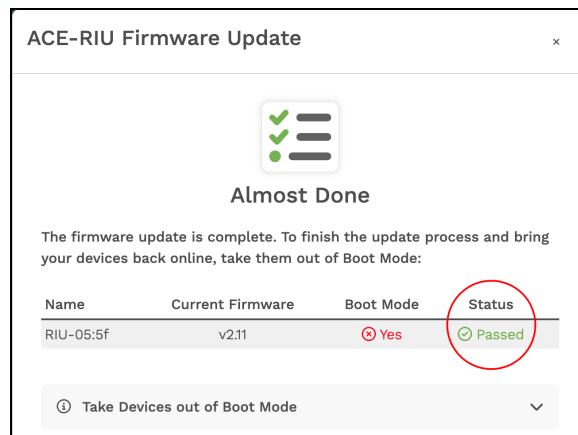 ACE-RIU Firmware Update
×
Almost Done
The firmware update is complete. To finish the update process and bring
your devices back online, take them out of Boot Mode:
Name Current Firmware Boot Mode Status
RIU-05:5f v2.11 Yes Passed
Take Devices out of Boot Mode